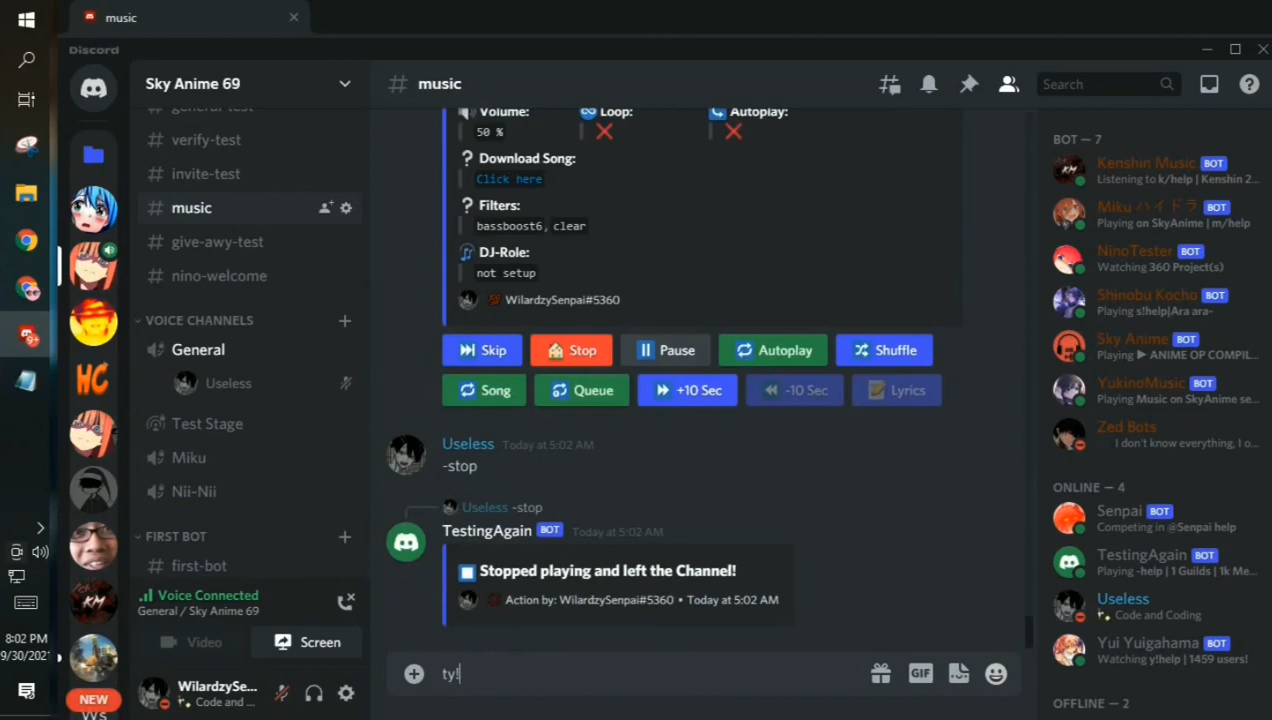 music
Discord
Sky Anime 69
music
Search
general-test
verify-test
invite-test
music
give-awy-test
nino-welcome
VOICE CHANNELS
General
Useless
Test Stage
Miku
Nii-Nii
FIRST BOT
first-bot
Voice Connected
General / Sky Anime 69
Video
Screen
WilardzySe...
Code and ...
NEW
9+
8:02 PM
9/30/2021
Volume:
Loop:
Autoplay:
50 %
Download Song:
Click here
Filters:
bassboost6, clear
DJ-Role:
not setup
WilardzySenpai#5360
Skip
Stop
Pause
Autoplay
Shuffle
Song
Queue
+10 Sec
-10 Sec
Lyrics
Useless Today at 5:02 AM
-stop
Useless -stop
TestingAgain BOT Today at 5:02 AM
Stopped playing and left the Channel!
Action by: WilardzySenpai#5360 • Today at 5:02 AM
ty!
GIF
BOT — 7
Kenshin Music BOT
Listening to k/help | Kenshin 2...
Miku ハイドラ BOT
Playing on SkyAnime | m/help
NinoTester BOT
Watching 360 Project(s)
Shinobu Kocho BOT
Playing s!help|Ara ara-
Sky Anime BOT
Playing ▶ ANIME OP COMPIL...
YukinoMusic BOT
Playing Music on SkyAnime se...
Zed Bots
I don't know everything, I o...
ONLINE — 4
Senpai BOT
Competing in @Senpai help
TestingAgain BOT
Playing -help | 1 Guilds | 1k Me...
Useless
Code and Coding
Yui Yuigahama BOT
Watching y!help | 1459 users!
OFFLINE — 2